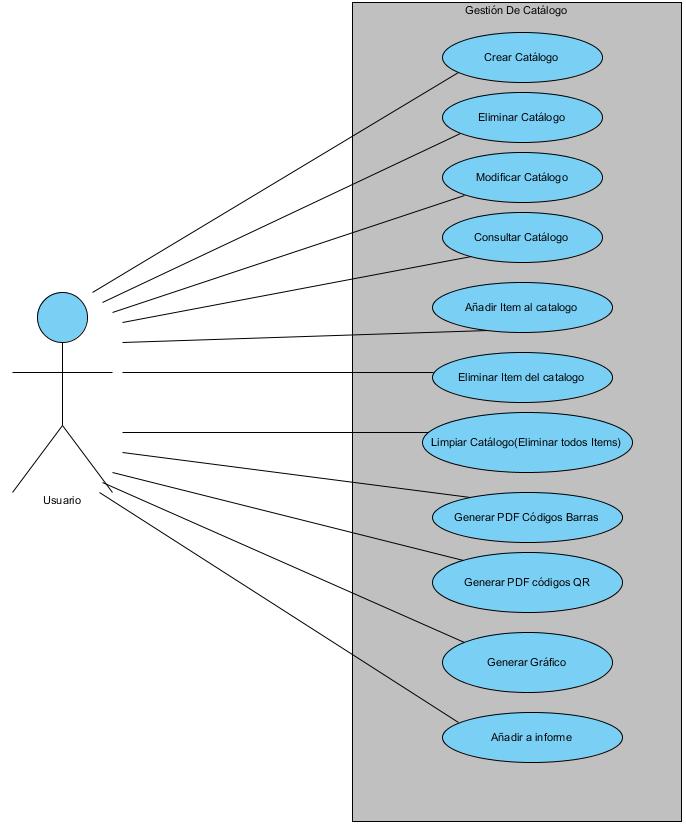 Gestión De Catálogo
Crear Catálogo
Eliminar Catálogo
Modificar Catálogo
Consultar Catálogo
Añadir Item al catalogo
Eliminar Item del catalogo
Limpiar Catálogo(Eliminar todos Items)
Usuario
Generar PDF Códigos Barras
Generar PDF códigos QR
Generar Gráfico
Añadir a informe